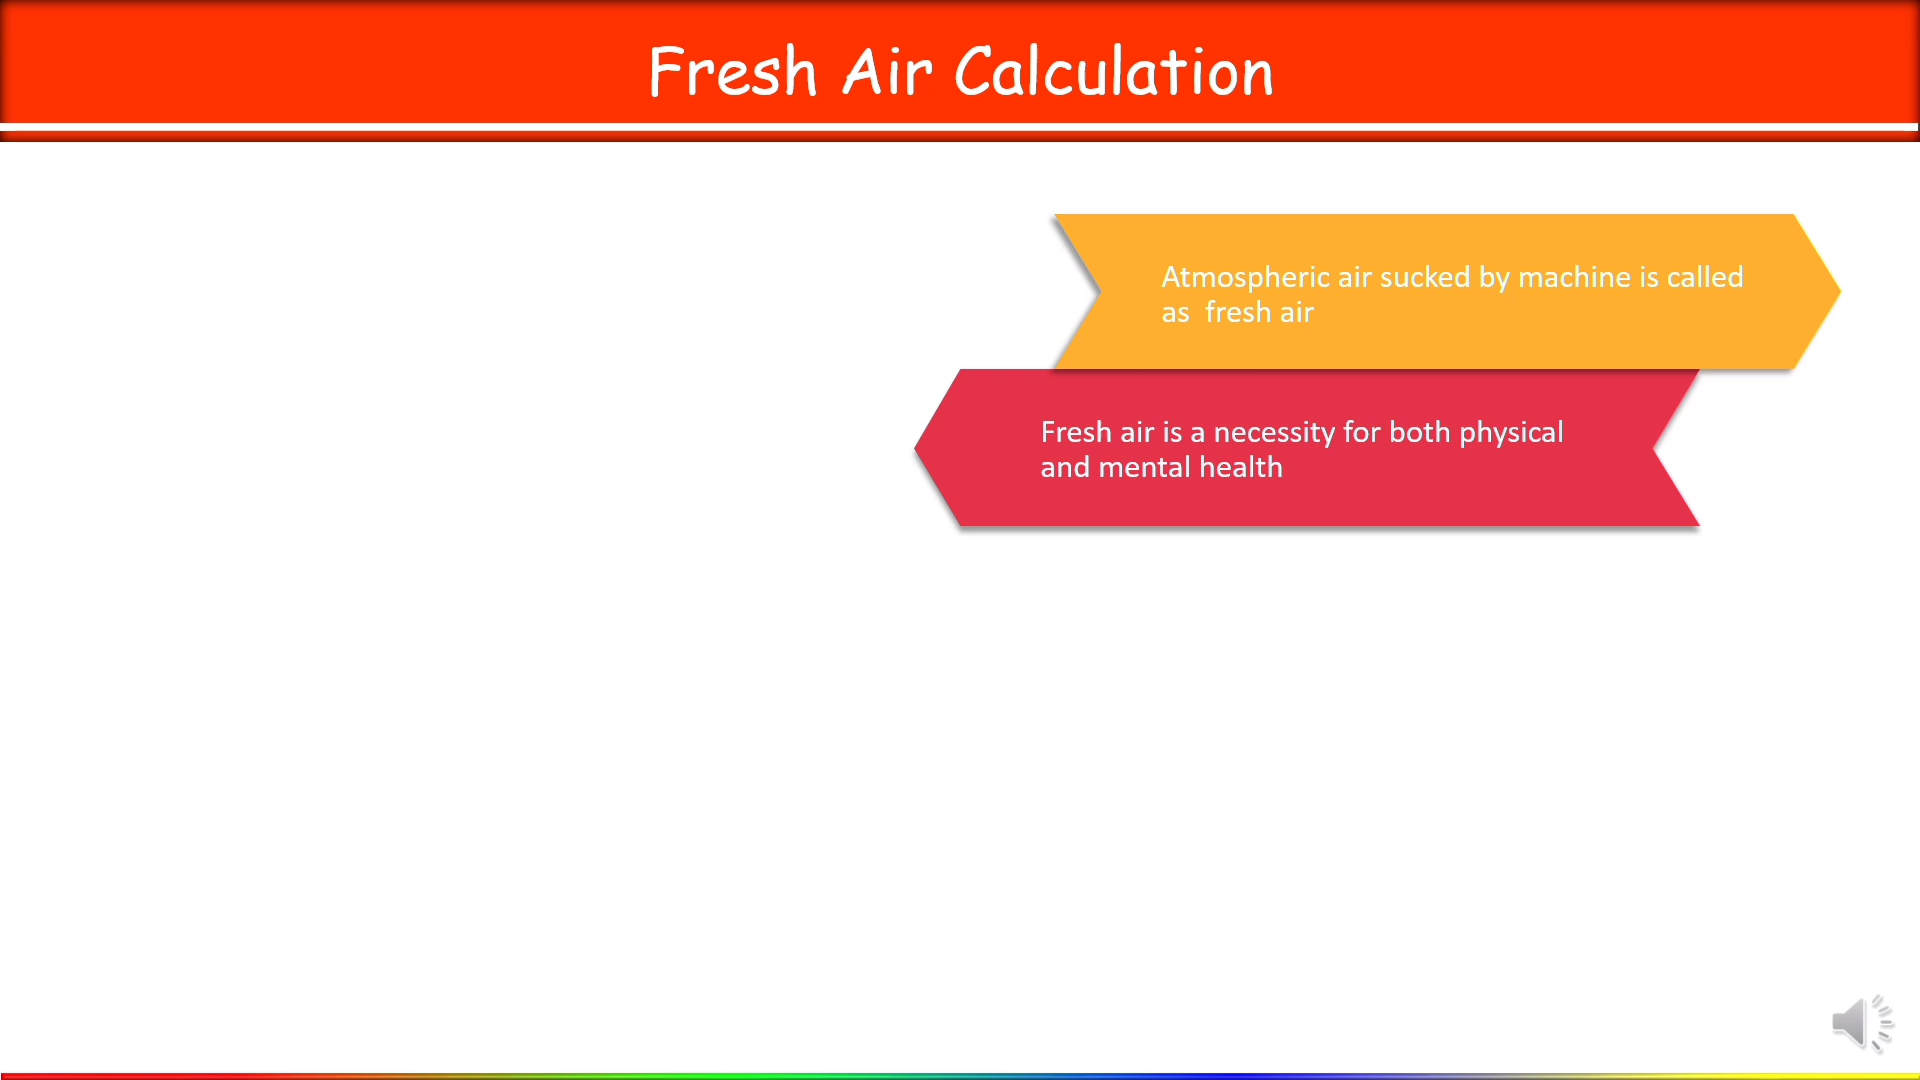 Fresh Air Calculation
Atmospheric air sucked by machine is called
as  fresh air
Fresh air is a necessity for both physical
and mental health